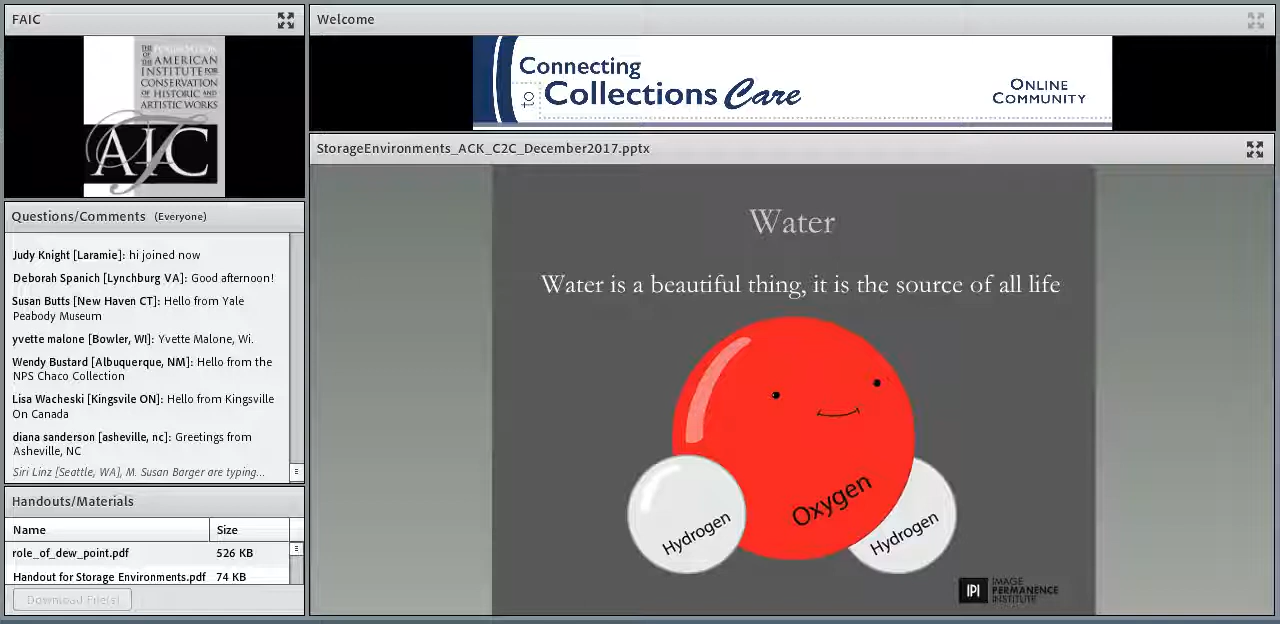 FAIC
THE FOUNDATION
OF THE AMERICAN
INSTITUTE FOR
CONSERVATION
OF HISTORIC AND
ARTISTIC WORKS
AIC
Welcome
Connecting
to Collections Care
ONLINE
COMMUNITY
Questions/Comments (Everyone)
Judy Knight [Laramie]: hi joined now
Deborah Spanich [Lynchburg VA]: Good afternoon!
Susan Butts [New Haven CT]: Hello from Yale
Peabody Museum
yvette malone [Bowler, WI]: Yvette Malone, Wi.
Wendy Bustard [Albuquerque, NM]: Hello from the
NPS Chaco Collection
Lisa Wacheski [Kingsvile ON]: Hello from Kingsville
On Canada
diana sanderson [asheville, nc]: Greetings from
Asheville, NC
Siri Linz [Seattle, WA], M. Susan Barger are typing...
Handouts/Materials
Name Size
role_of_dew_point.pdf 526 KB
Handout for Storage Environments.pdf 74 KB
Download File(s)
StorageEnvironments_ACK_C2C_December2017.pptx
Water
Water is a beautiful thing, it is the source of all life
Oxygen
Hydrogen
Hydrogen
IPI
IMAGE
PERMANENCE
INSTITUTE